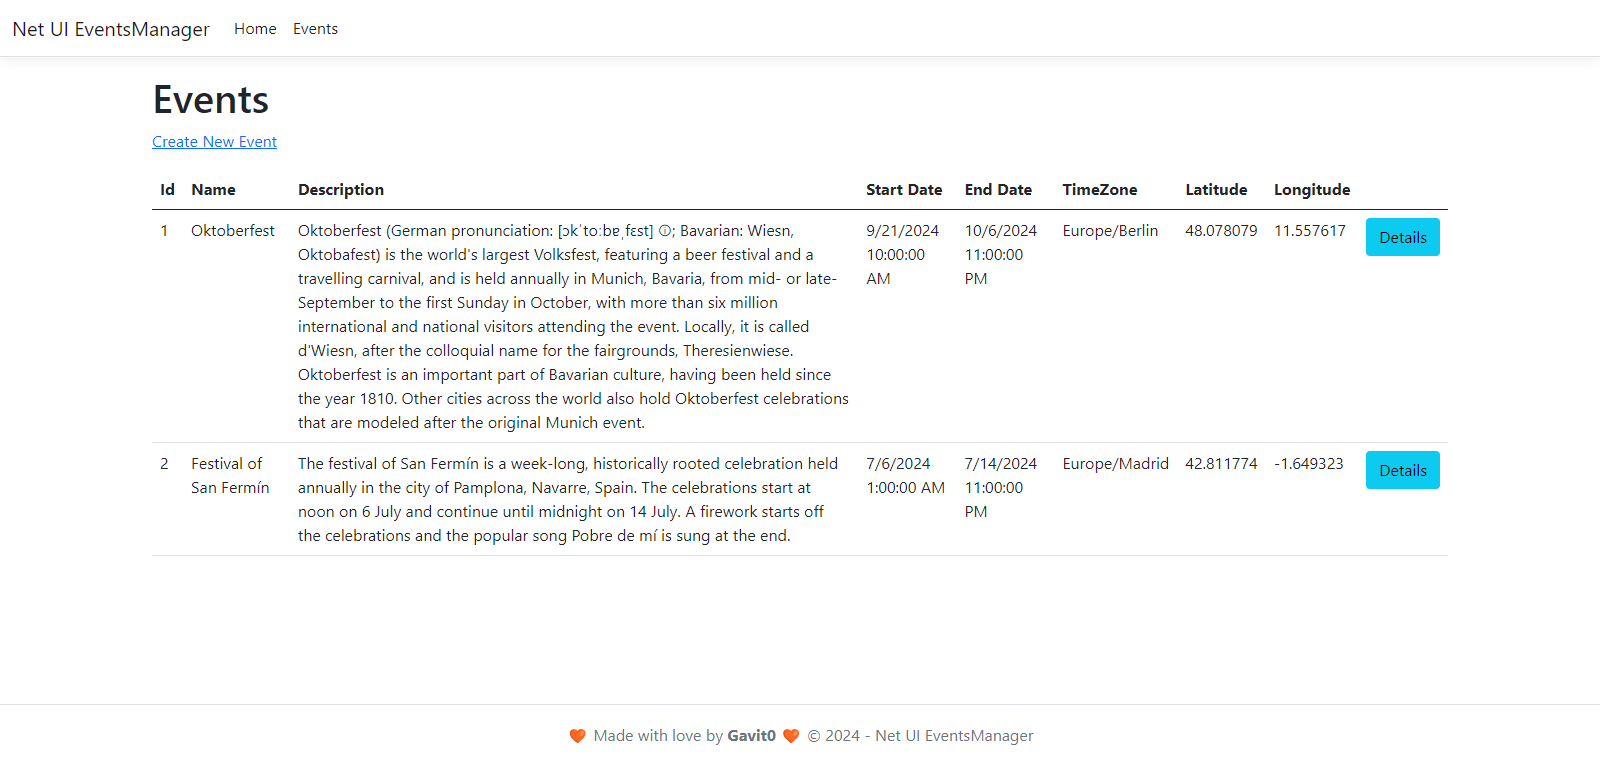 Net UI EventsManager Home Events
Events
Create New Event
Id Name Description Start Date End Date TimeZone Latitude Longitude
1 Oktoberfest Oktoberfest (German pronunciation: [ɔkˈtoːbɐˌfɛst] ⓘ; Bavarian: Wiesn, 9/21/2024 10/6/2024 Europe/Berlin 48.078079 11.557617 Details
Oktobafest) is the world's largest Volksfest, featuring a beer festival and a 10:00:00 11:00:00
travelling carnival, and is held annually in Munich, Bavaria, from mid- or late- AM PM
September to the first Sunday in October, with more than six million
international and national visitors attending the event. Locally, it is called
d'Wiesn, after the colloquial name for the fairgrounds, Theresienwiese.
Oktoberfest is an important part of Bavarian culture, having been held since
the year 1810. Other cities across the world also hold Oktoberfest celebrations
that are modeled after the original Munich event.
2 Festival of The festival of San Fermín is a week-long, historically rooted celebration held 7/6/2024 7/14/2024 Europe/Madrid 42.811774 -1.649323 Details
San Fermín annually in the city of Pamplona, Navarre, Spain. The celebrations start at 1:00:00 AM 11:00:00
noon on 6 July and continue until midnight on 14 July. A firework starts off PM
the celebrations and the popular song Pobre de mí is sung at the end.
🧡 Made with love by Gavit0 🧡 © 2024 - Net UI EventsManager